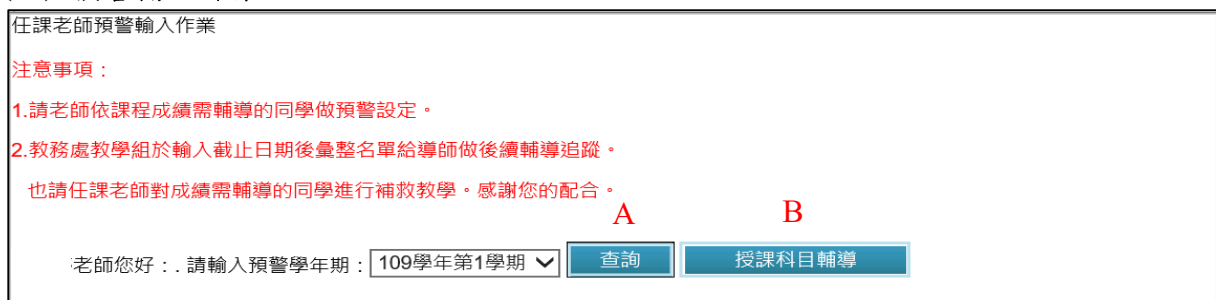 任課老師預警輸入作業
注意事項：
1.請老師依課程成績需輔導的同學做預警設定。
2.教務處教學組於輸入截止日期後彙整名單給導師做後續輔導追蹤。
也請任課老師對成績需輔導的同學進行補救教學。感謝您的配合。
A B
老師您好：. 請輸入預警學年期： 109學年第1學期 查詢 授課科目輔導